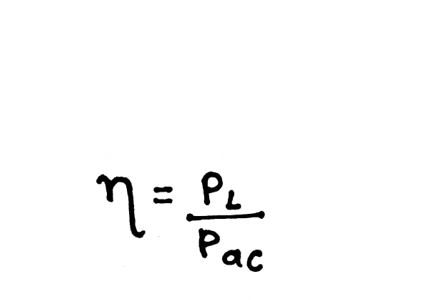 η = P_L / P_ac